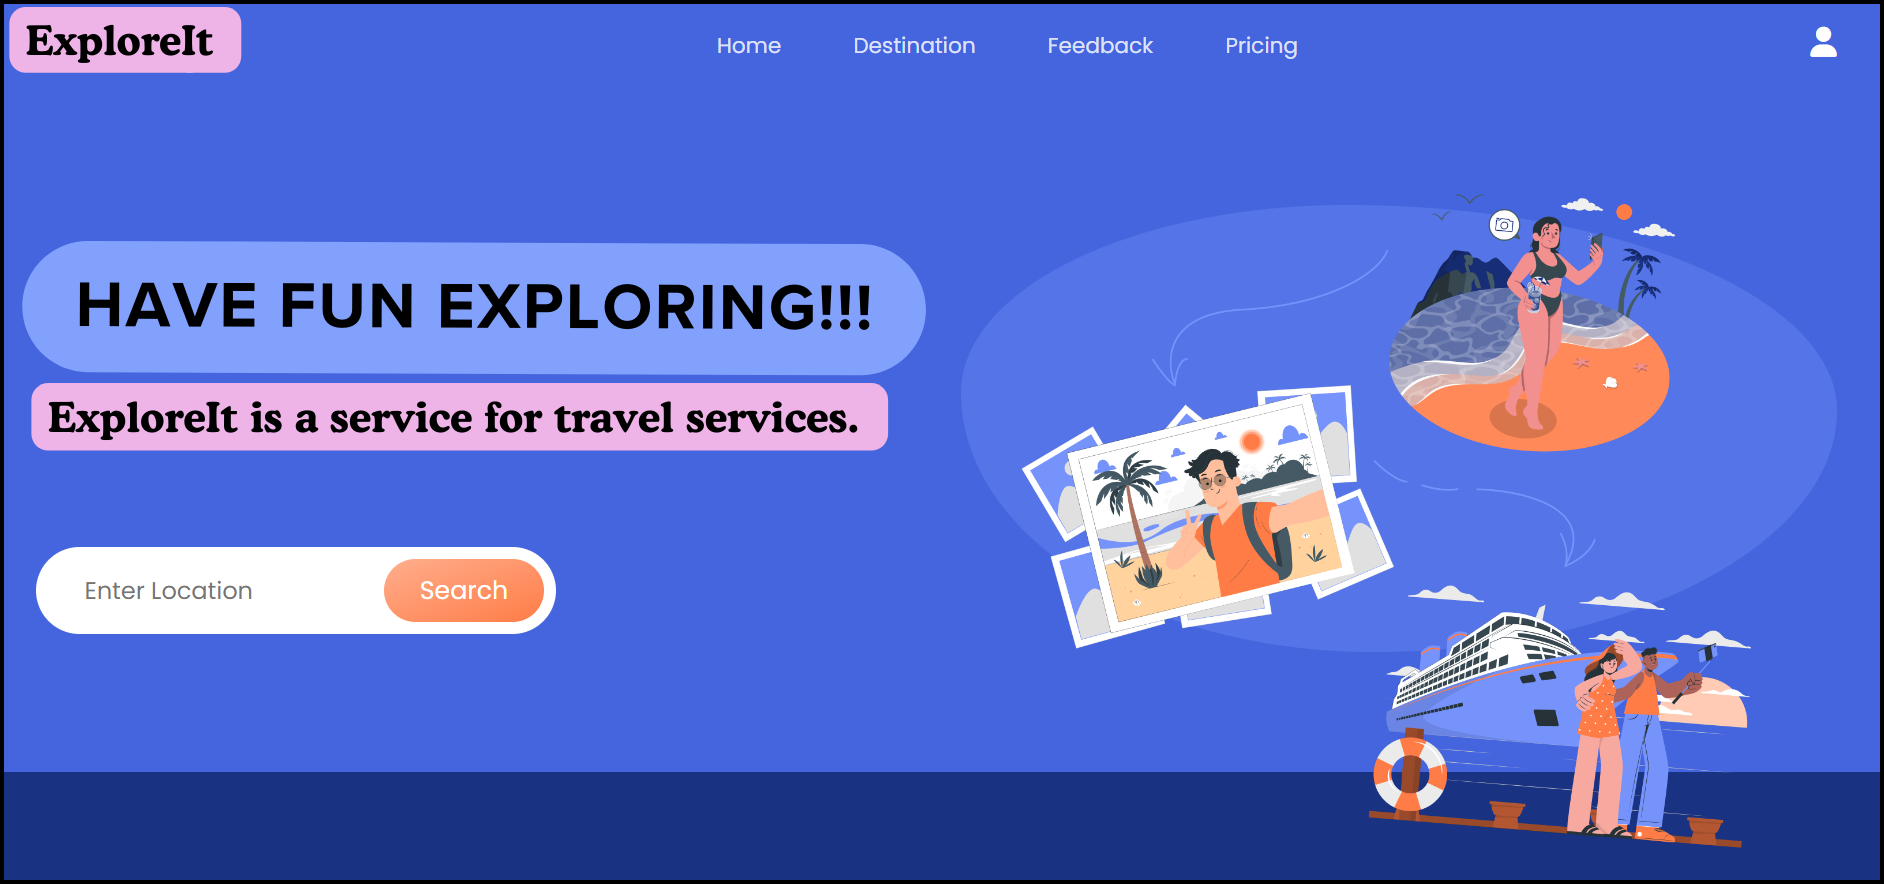 ExploreIt
Home Destination Feedback Pricing
HAVE FUN EXPLORING!!!
ExploreIt is a service for travel services.
Enter Location Search